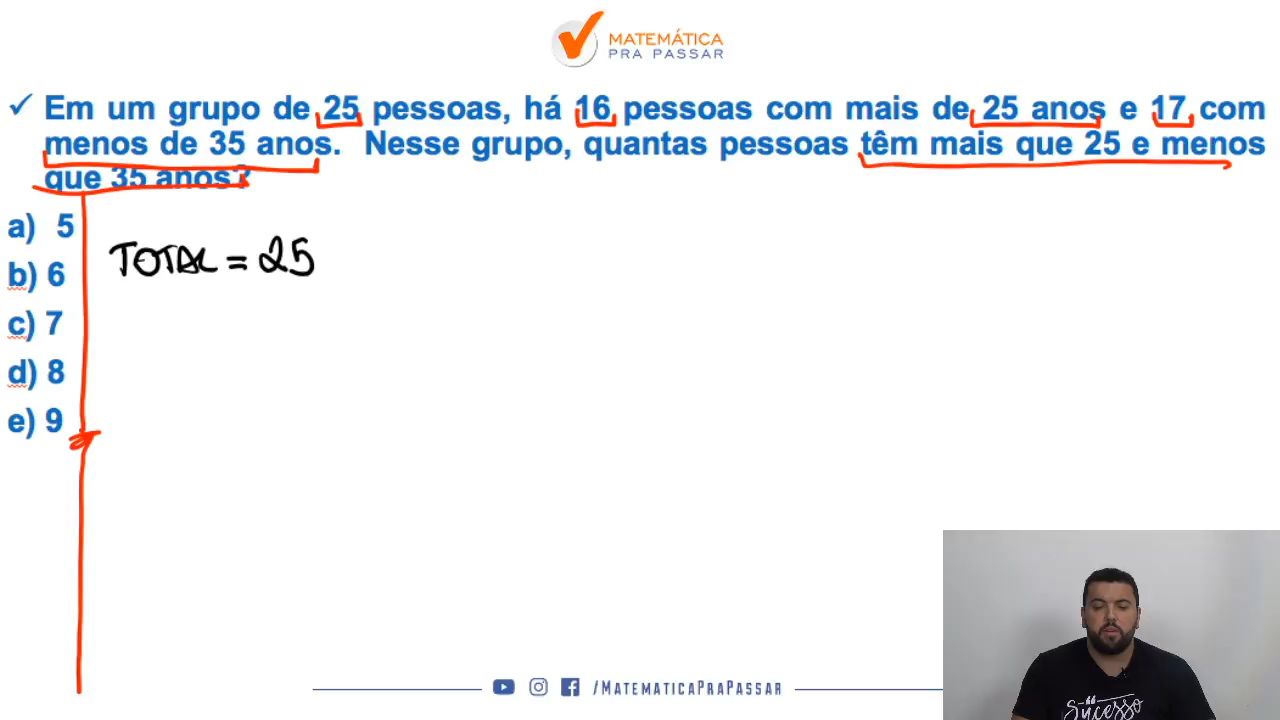 MATEMÁTICA
PRA PASSAR
✓ Em um grupo de 25 pessoas, há 16 pessoas com mais de 25 anos e 17 com
menos de 35 anos. Nesse grupo, quantas pessoas têm mais que 25 e menos
que 35 anos?
a) 5
b) 6
c) 7
d) 8
e) 9
TOTAL = 25
/MATEMATICAPRAPASSAR
"Sucesso